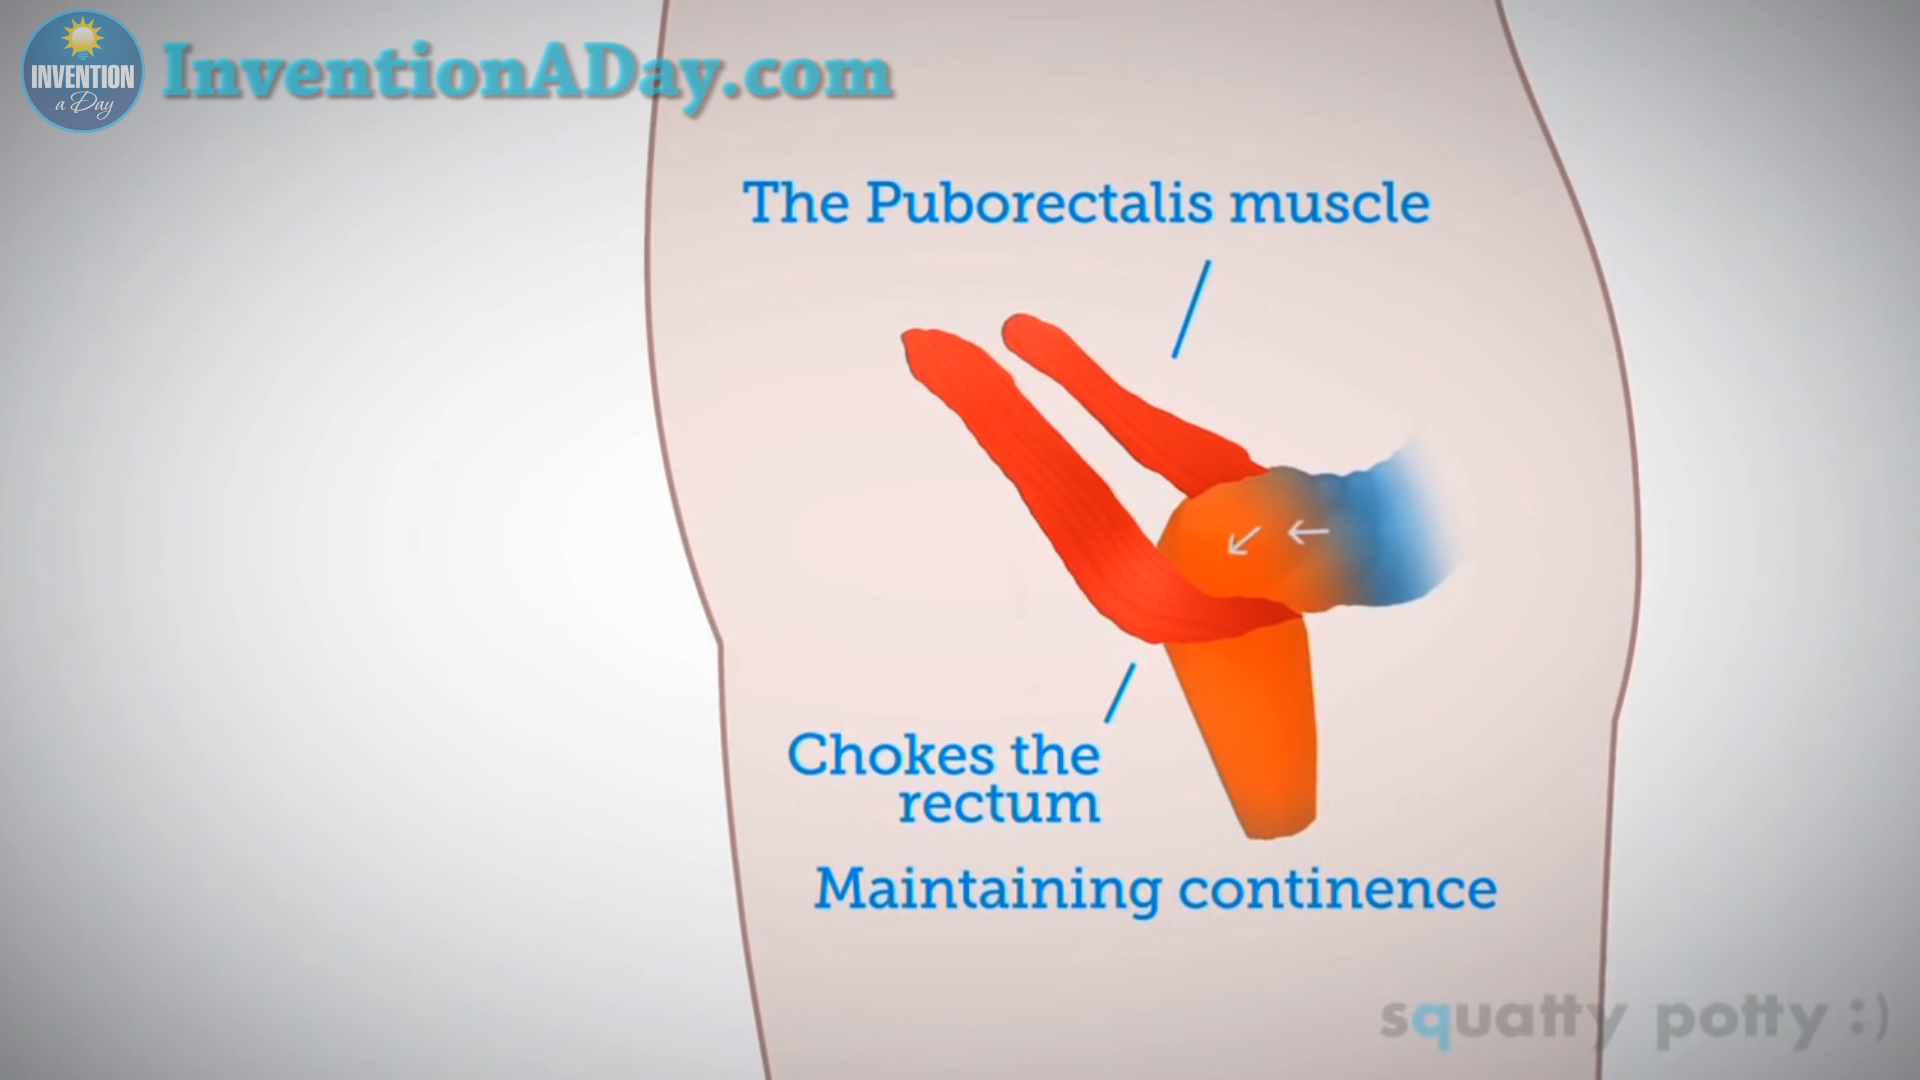 INVENTION
a Day
InventionADay.com
The Puborectalis muscle
Chokes the
rectum
Maintaining continence
squatty potty :)